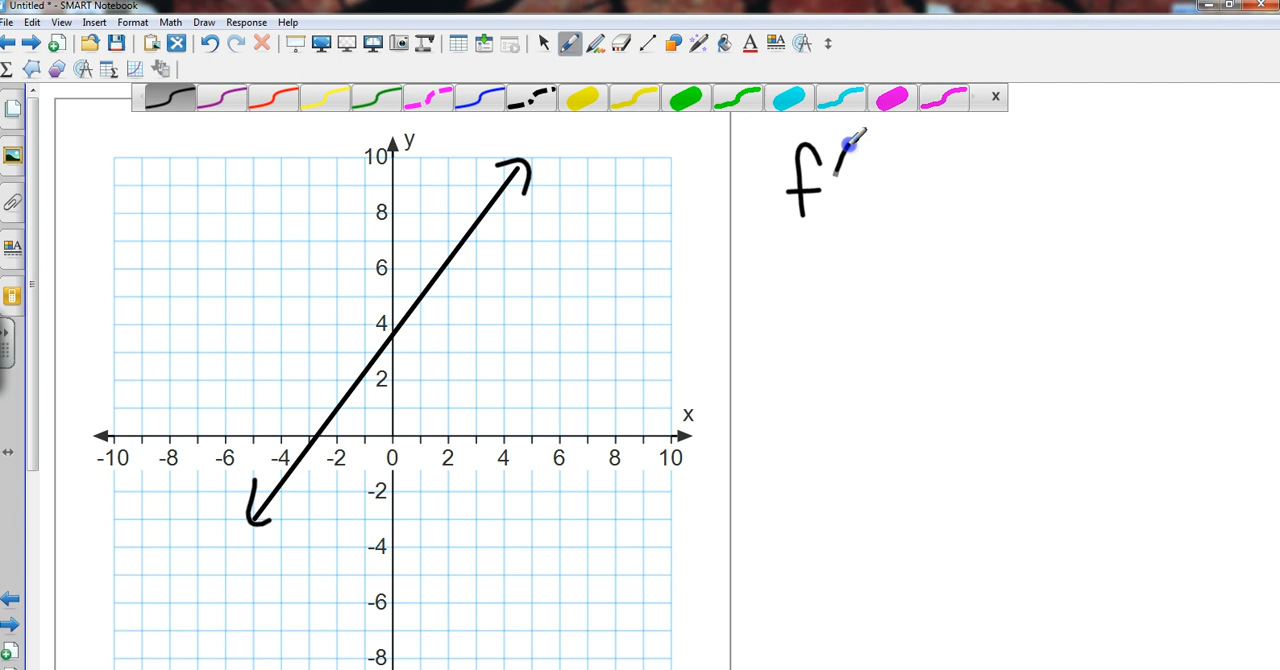 Untitled * - SMART Notebook
File Edit View Insert Format Math Draw Response Help
x
y
10
8
6
4
2
x
-10 -8 -6 -4 -2 0 2 4 6 8 10
-2
-4
-6
-8
f